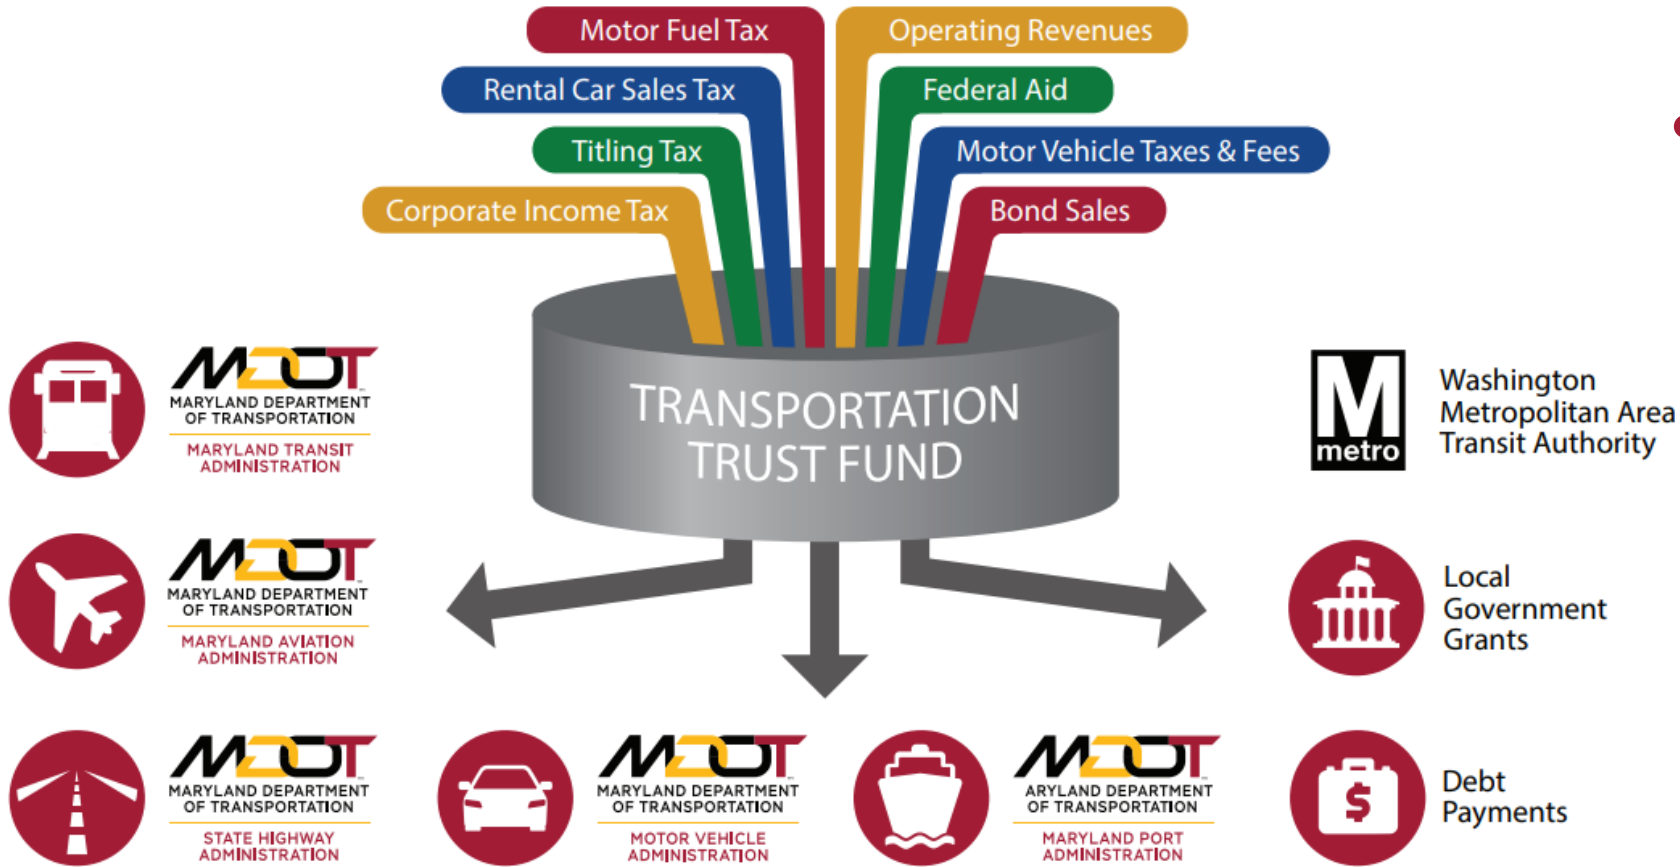 Motor Fuel Tax
Operating Revenues
Rental Car Sales Tax
Federal Aid
Titling Tax
Motor Vehicle Taxes & Fees
Corporate Income Tax
Bond Sales
TRANSPORTATION
TRUST FUND
MDOT
MARYLAND DEPARTMENT
OF TRANSPORTATION
MARYLAND TRANSIT
ADMINISTRATION
M
metro
Washington
Metropolitan Area
Transit Authority
MDOT
MARYLAND DEPARTMENT
OF TRANSPORTATION
MARYLAND AVIATION
ADMINISTRATION
Local
Government
Grants
MDOT
MARYLAND DEPARTMENT
OF TRANSPORTATION
STATE HIGHWAY
ADMINISTRATION
MDOT
MARYLAND DEPARTMENT
OF TRANSPORTATION
MOTOR VEHICLE
ADMINISTRATION
MDOT
ARYLAND DEPARTMENT
OF TRANSPORTATION
MARYLAND PORT
ADMINISTRATION
$
Debt
Payments